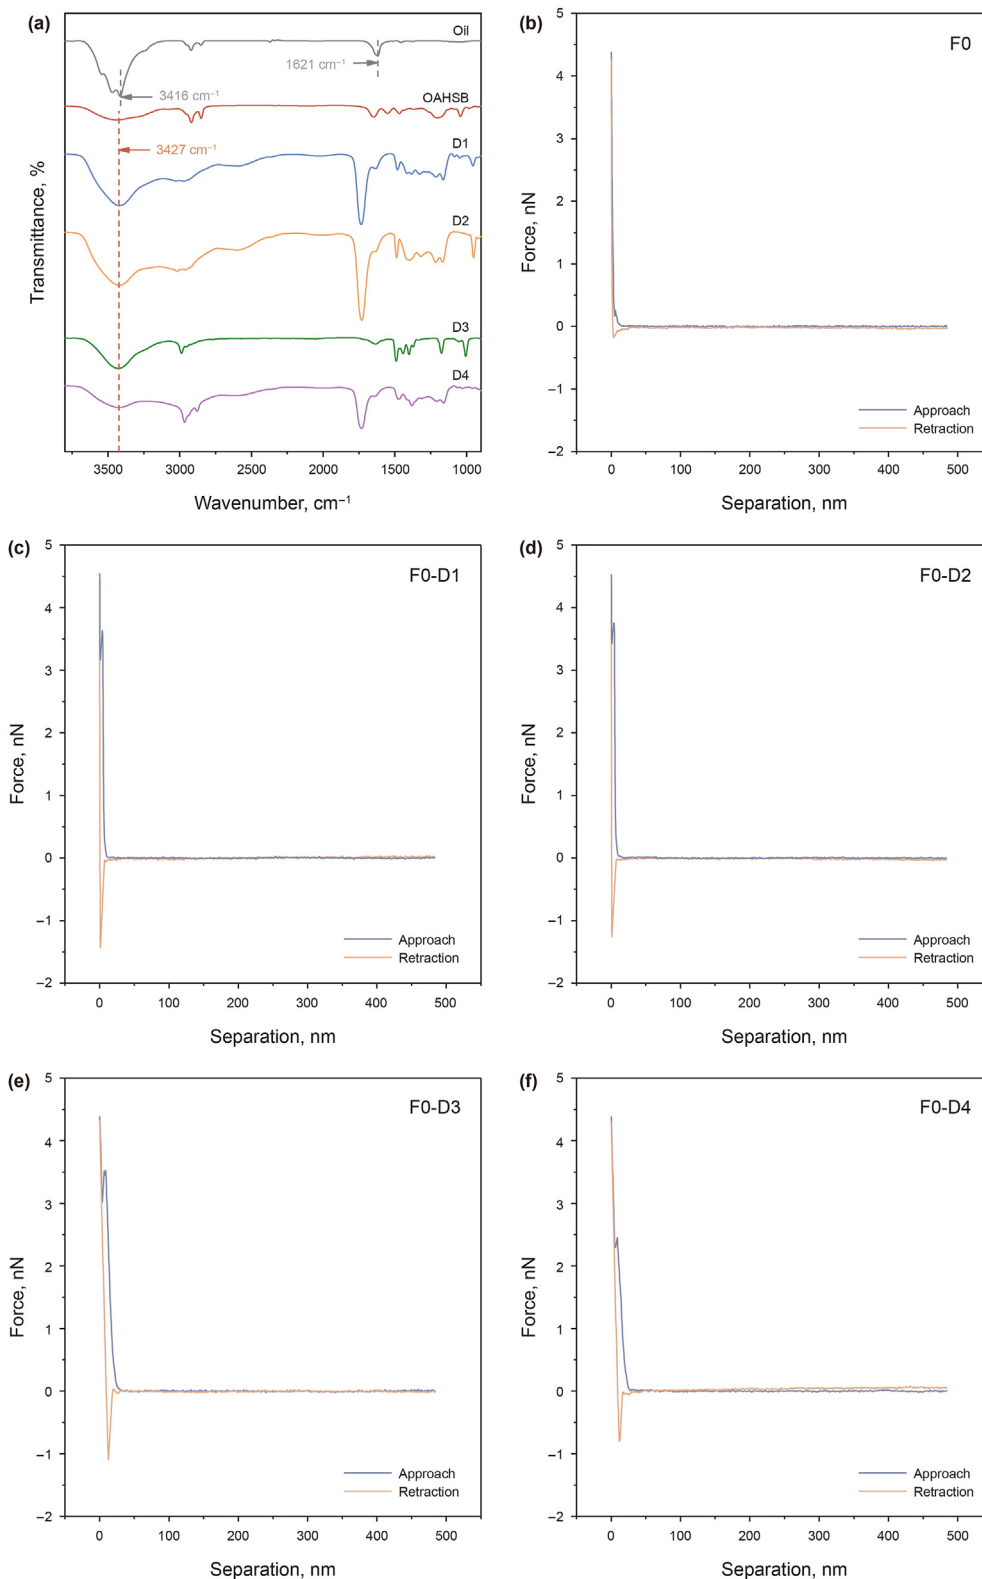 (a)
Oil
1621 cm⁻¹
3416 cm⁻¹
OAHSB
3427 cm⁻¹
D1
D2
D3
D4
Transmittance, %
3500 3000 2500 2000 1500 1000
Wavenumber, cm⁻¹
(b)
F0
5
4
3
2
1
0
−1
−2
Force, nN
Approach
Retraction
0 100 200 300 400 500
Separation, nm
(c)
F0-D1
5
4
3
2
1
0
−1
−2
Force, nN
Approach
Retraction
0 100 200 300 400 500
Separation, nm
(d)
F0-D2
5
4
3
2
1
0
−1
−2
Force, nN
Approach
Retraction
0 100 200 300 400 500
Separation, nm
(e)
F0-D3
5
4
3
2
1
0
−1
−2
Force, nN
Approach
Retraction
0 100 200 300 400 500
Separation, nm
(f)
F0-D4
5
4
3
2
1
0
−1
−2
Force, nN
Approach
Retraction
0 100 200 300 400 500
Separation, nm